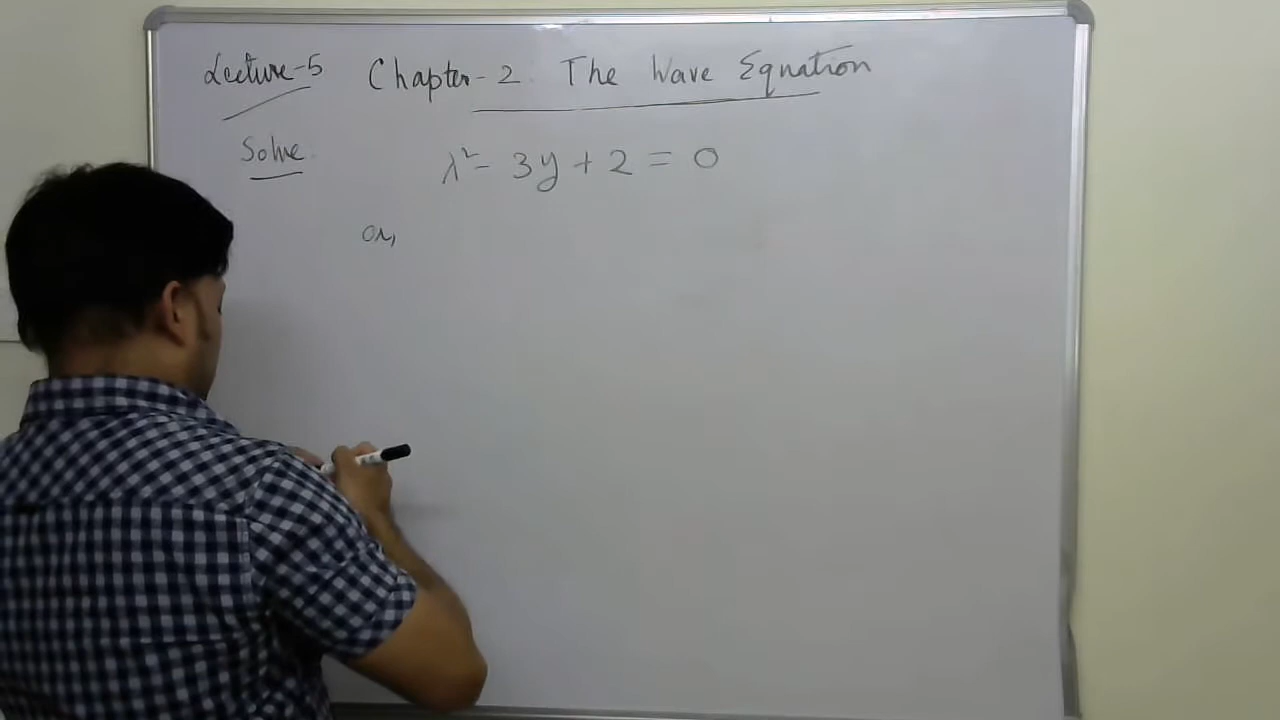 Lecture-5 Chapter-2. The Wave Equation
Solve
λ² - 3y + 2 = 0
or,